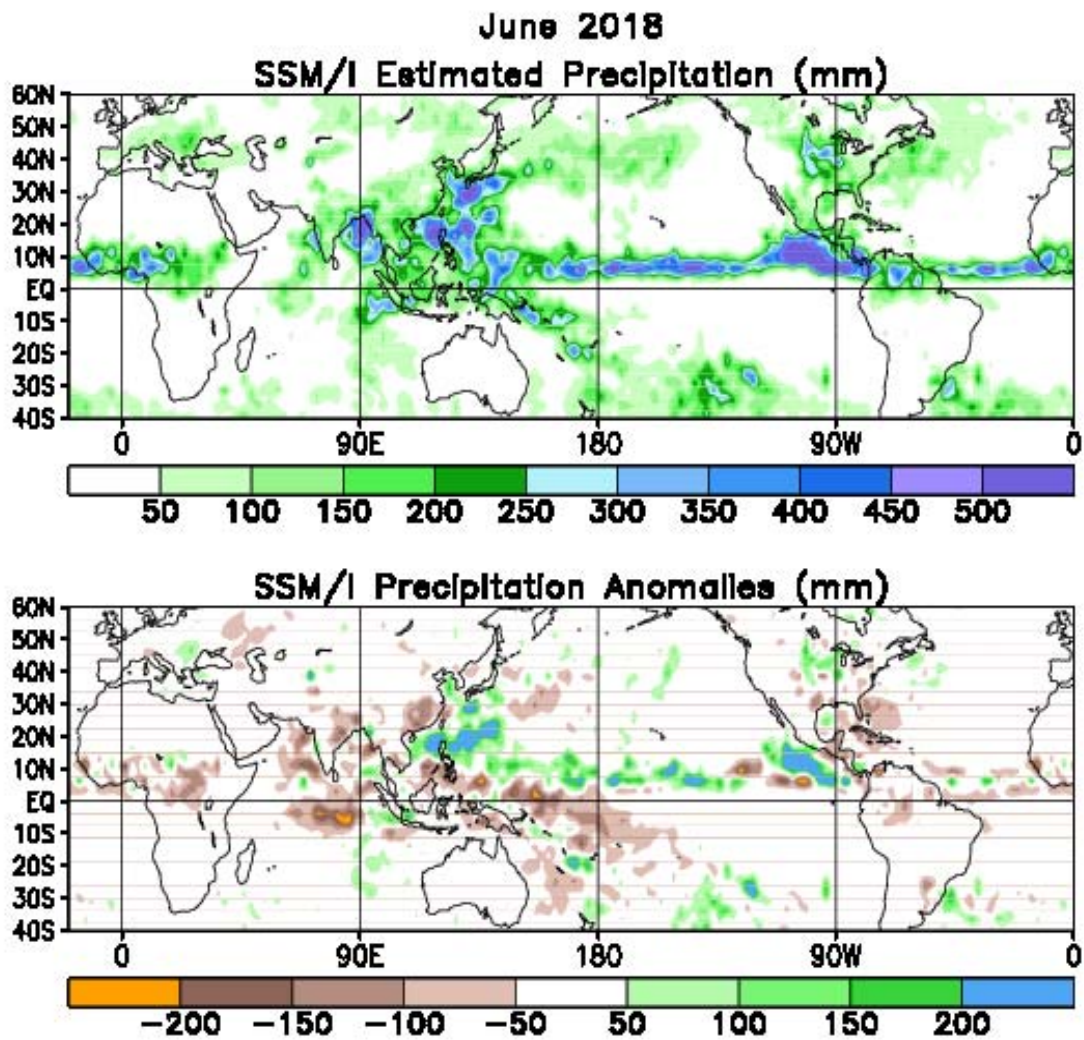 June 2018
SSM/I Estimated Precipitation (mm)
60N
50N
40N
30N
20N
10N
EQ
10S
20S
30S
40S
0 90E 180 90W 0
50 100 150 200 250 300 350 400 450 500
SSM/I Precipitation Anomalies (mm)
60N
50N
40N
30N
20N
10N
EQ
10S
20S
30S
40S
0 90E 180 90W 0
-200 -150 -100 -50 50 100 150 200